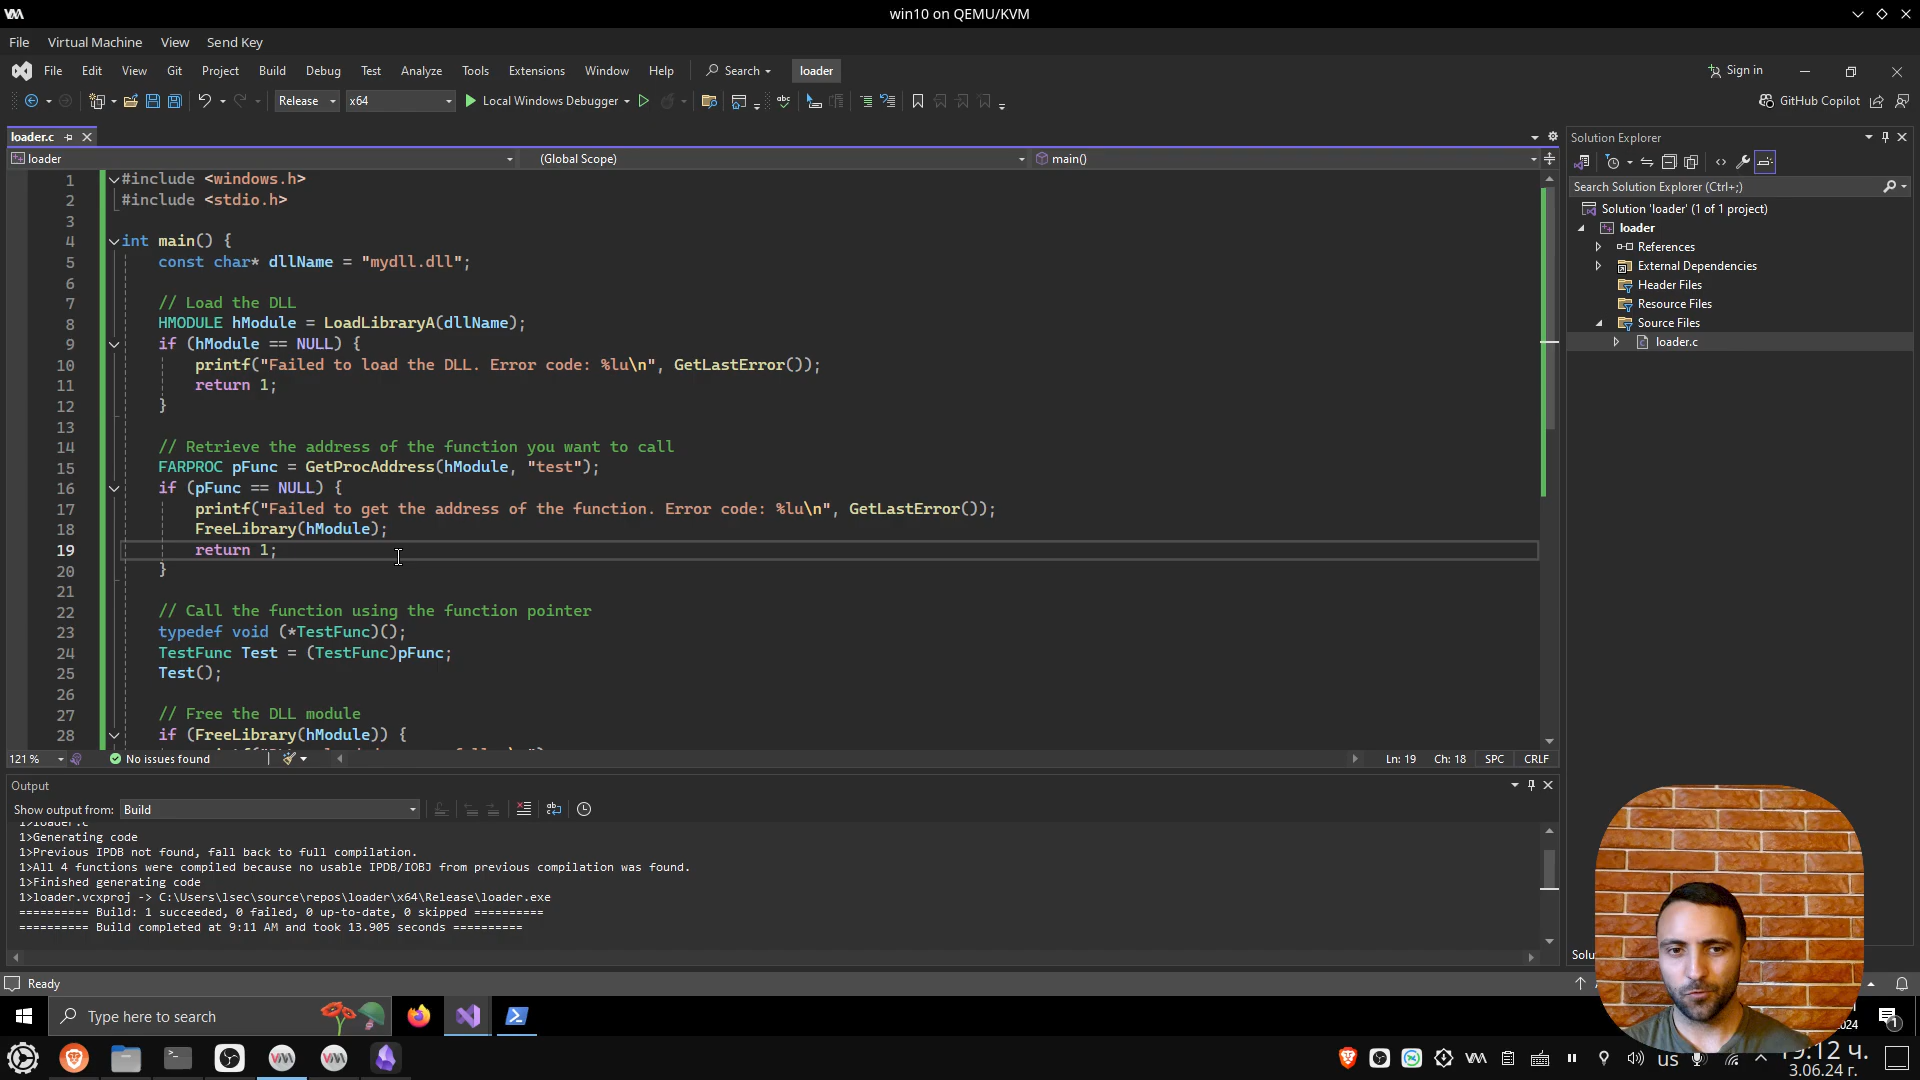 win10 on QEMU/KVM
File Virtual Machine View Send Key
File Edit View Git Project Build Debug Test Analyze Tools Extensions Window Help Search loader Sign in
Release x64 Local Windows Debugger GitHub Copilot
loader.c
loader (Global Scope) main()
1 #include <windows.h>
2 #include <stdio.h>
3
4 int main() {
5 const char* dllName = "mydll.dll";
6
7 // Load the DLL
8 HMODULE hModule = LoadLibraryA(dllName);
9 if (hModule == NULL) {
10 printf("Failed to load the DLL. Error code: %lu\n", GetLastError());
11 return 1;
12 }
13
14 // Retrieve the address of the function you want to call
15 FARPROC pFunc = GetProcAddress(hModule, "test");
16 if (pFunc == NULL) {
17 printf("Failed to get the address of the function. Error code: %lu\n", GetLastError());
18 FreeLibrary(hModule);
19 return 1;
20 }
21
22 // Call the function using the function pointer
23 typedef void (*TestFunc)();
24 TestFunc Test = (TestFunc)pFunc;
25 Test();
26
27 // Free the DLL module
28 if (FreeLibrary(hModule)) {
121 % No issues found Ln: 19 Ch: 18 SPC CRLF
Solution Explorer
Search Solution Explorer (Ctrl+;)
Solution 'loader' (1 of 1 project)
loader
References
External Dependencies
Header Files
Resource Files
Source Files
loader.c
Output
Show output from: Build
1>loader.c
1>Generating code
1>Previous IPDB not found, fall back to full compilation.
1>All 4 functions were compiled because no usable IPDB/IOBJ from previous compilation was found.
1>Finished generating code
1>loader.vcxproj -> C:\Users\lsec\source\repos\loader\x64\Release\loader.exe
========== Build: 1 succeeded, 0 failed, 0 up-to-date, 0 skipped ==========
========== Build completed at 9:11 AM and took 13.905 seconds ==========
Solu
Ready
Type here to search
1
us
19:12 ч.
3.06.24 г.